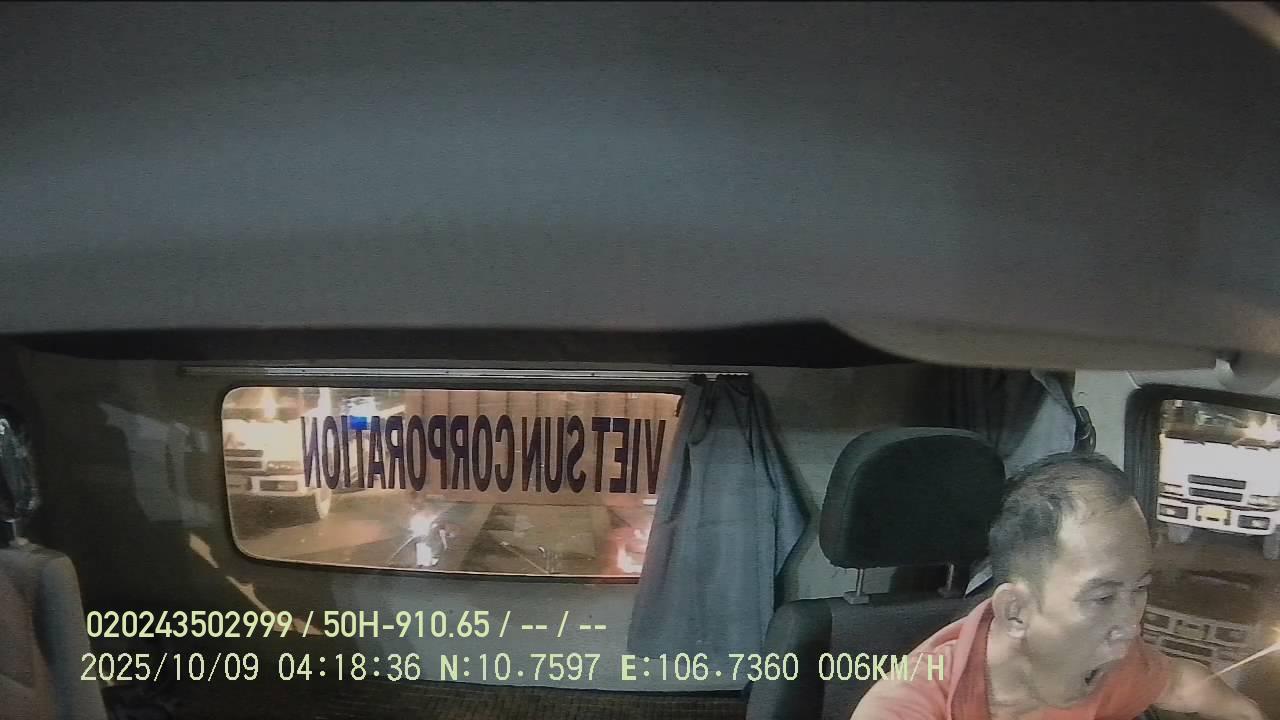 VIET SUN CORPORATION
020243502999 / 50H-910.65 / -- / --
2025/10/09 04:18:36 N:10.7597 E:106.7360 006KM/H